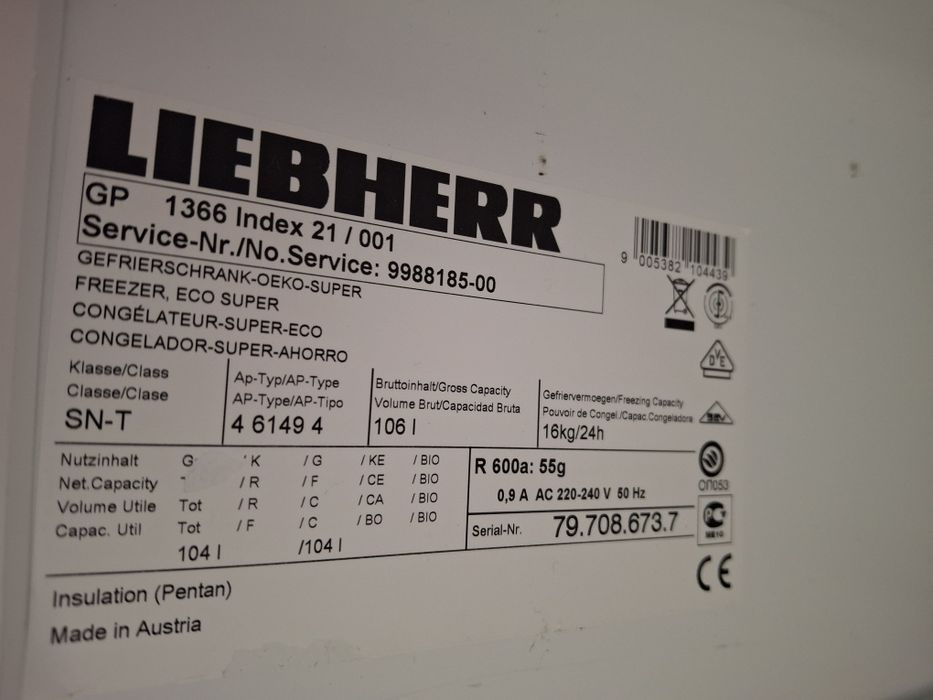 LIEBHERR
GP 1366 Index 21 / 001
Service-Nr./No.Service: 9988185-00
9 005382 104439
GEFRIERSCHRANK-OEKO-SUPER
FREEZER, ECO SUPER
CONGÉLATEUR-SUPER-ECO
CONGELADOR-SUPER-AHORRO
Klasse/Class
Classe/Clase
SN-T
Ap-Typ/AP-Type
AP-Type/AP-Tipo
4 6149 4
Bruttoinhalt/Gross Capacity
Volume Brut/Capacidad Bruta
106 l
Gefriervermoegen/Freezing Capacity
Pouvoir de Congel./Capac.Congeladora
16kg/24h
DVE
Nutzinhalt G K / G / KE / BIO
Net.Capacity / R / F / CE / BIO
Volume Utile Tot / R / C / CA / BIO
Capac. Util Tot / F / C / BO / BIO
104 l /104 l
R 600a: 55g
0,9 A AC 220-240 V 50 Hz
Serial-Nr. 79.708.673.7
ОП053
ME10
CE
Insulation (Pentan)
Made in Austria